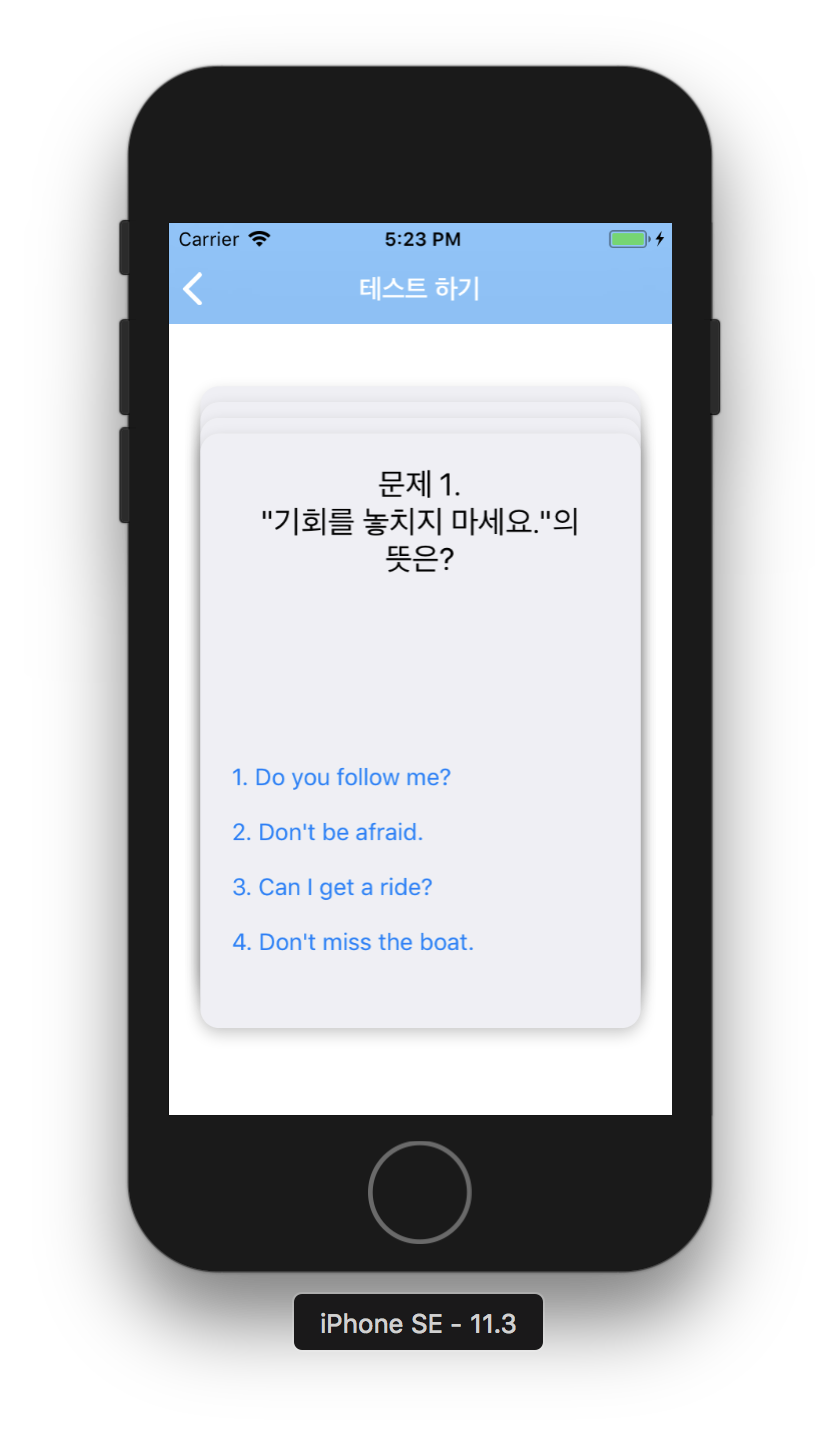 Carrier 5:23 PM
테스트 하기
문제 1.
"기회를 놓치지 마세요."의
뜻은?
1. Do you follow me?
2. Don't be afraid.
3. Can I get a ride?
4. Don't miss the boat.
iPhone SE - 11.3